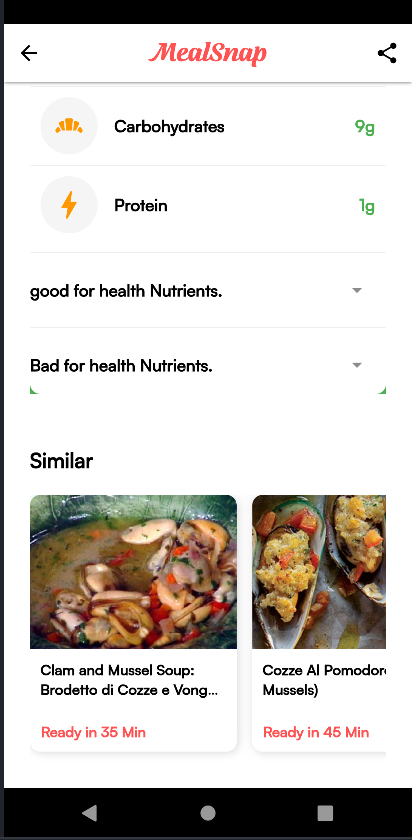 MealSnap
Carbohydrates 9g
Protein 1g
good for health Nutrients.
Bad for health Nutrients.
Similar
Clam and Mussel Soup:
Brodetto di Cozze e Vong...
Ready in 35 Min
Cozze Al Pomodor
Mussels)
Ready in 45 Min